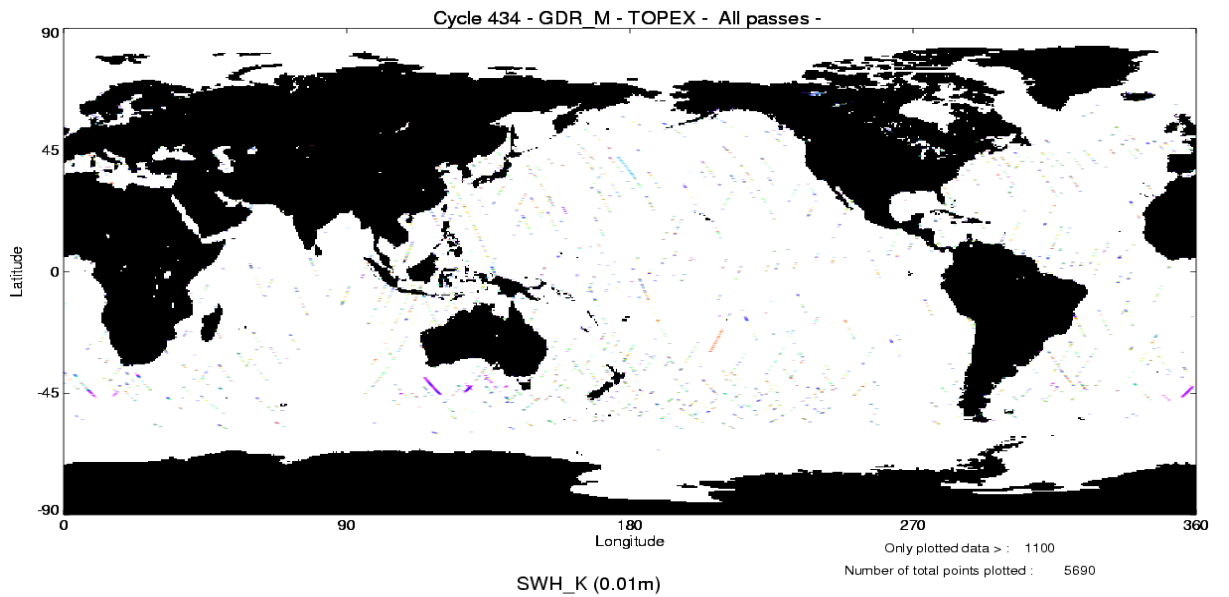 Cycle 434 - GDR_M - TOPEX - All passes -
90
45
0
-45
-90
Latitude
0 90 180 270 360
Longitude
Only plotted data > : 1100
Number of total points plotted : 5690
SWH_K (0.01m)